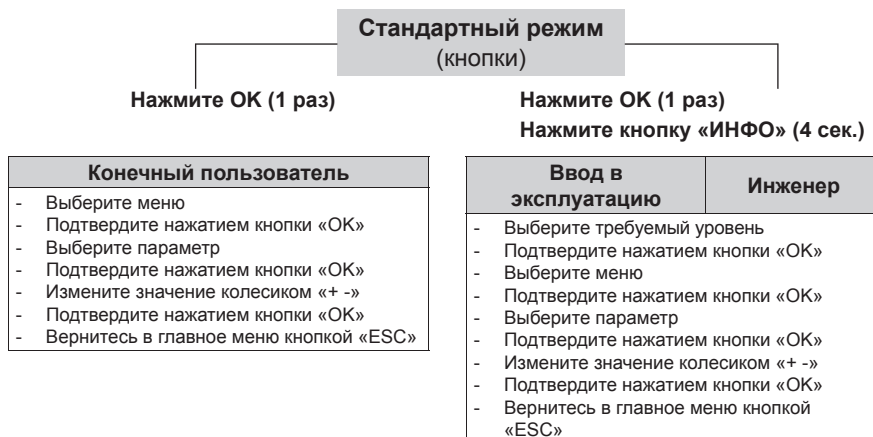 Стандартный режим
(кнопки)
Нажмите OK (1 раз)
Нажмите OK (1 раз)
Нажмите кнопку «ИНФО» (4 сек.)
Конечный пользователь
- Выберите меню
- Подтвердите нажатием кнопки «OK»
- Выберите параметр
- Подтвердите нажатием кнопки «OK»
- Измените значение колесиком «+ -»
- Подтвердите нажатием кнопки «OK»
- Вернитесь в главное меню кнопкой «ESC»
Ввод в
эксплуатацию
Инженер
- Выберите требуемый уровень
- Подтвердите нажатием кнопки «OK»
- Выберите меню
- Подтвердите нажатием кнопки «OK»
- Выберите параметр
- Подтвердите нажатием кнопки «OK»
- Измените значение колесиком «+ -»
- Подтвердите нажатием кнопки «OK»
- Вернитесь в главное меню кнопкой
«ESC»